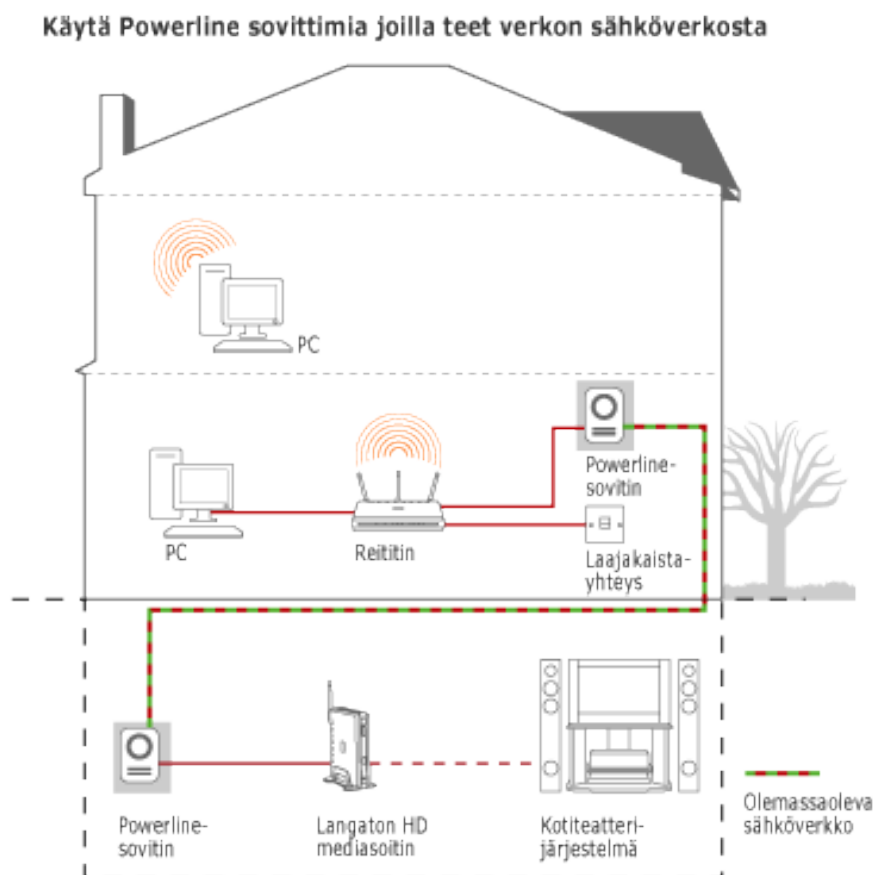 Käytä Powerline sovittimia joilla teet verkon sähköverkosta
PC
Powerline-
sovitin
PC
Reititin
Laajakaista-
yhteys
Powerline-
sovitin
Langaton HD
mediasoitin
Kotiteatteri-
järjestelmä
Olemassaoleva
sähköverkko